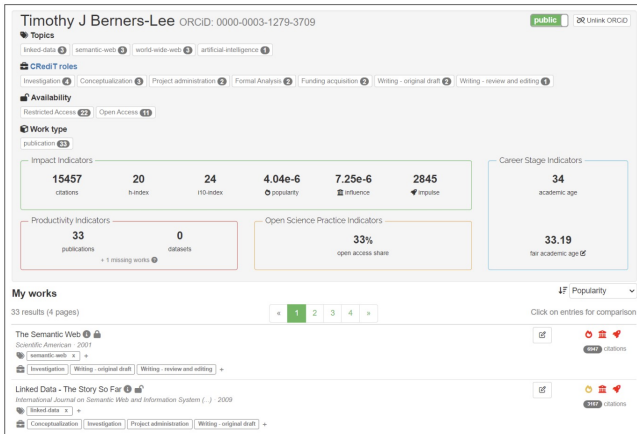 Timothy J Berners-Lee ORCiD: 0000-0003-1279-3709 public Unlink ORCiD
Topics
linked-data 3 semantic-web 3 world-wide-web 3 artificial-intelligence 1
CRediT roles
Investigation 4 Conceptualization 3 Project administration 2 Formal Analysis 2 Funding acquisition 2 Writing - original draft 2 Writing - review and editing 1
Availability
Restricted Access 22 Open Access 11
Work type
publication 33
Impact Indicators
15457 20 24 4.04e-6 7.25e-6 2845
citations h-index i10-index popularity influence impulse
Career Stage Indicators
34
academic age
33.19
fair academic age
Productivity Indicators
33 0
publications datasets
+ 1 missing works
Open Science Practice Indicators
33%
open access share
My works Popularity
33 results (4 pages) « 1 2 3 4 » Click on entries for comparison
The Semantic Web
Scientific American · 2001
semantic-web x +
Investigation Writing - original draft Writing - review and editing +
6847 citations
Linked Data - The Story So Far
International Journal on Semantic Web and Information System (...) · 2009
linked-data x +
Conceptualization Investigation Project administration Writing - original draft +
3167 citations